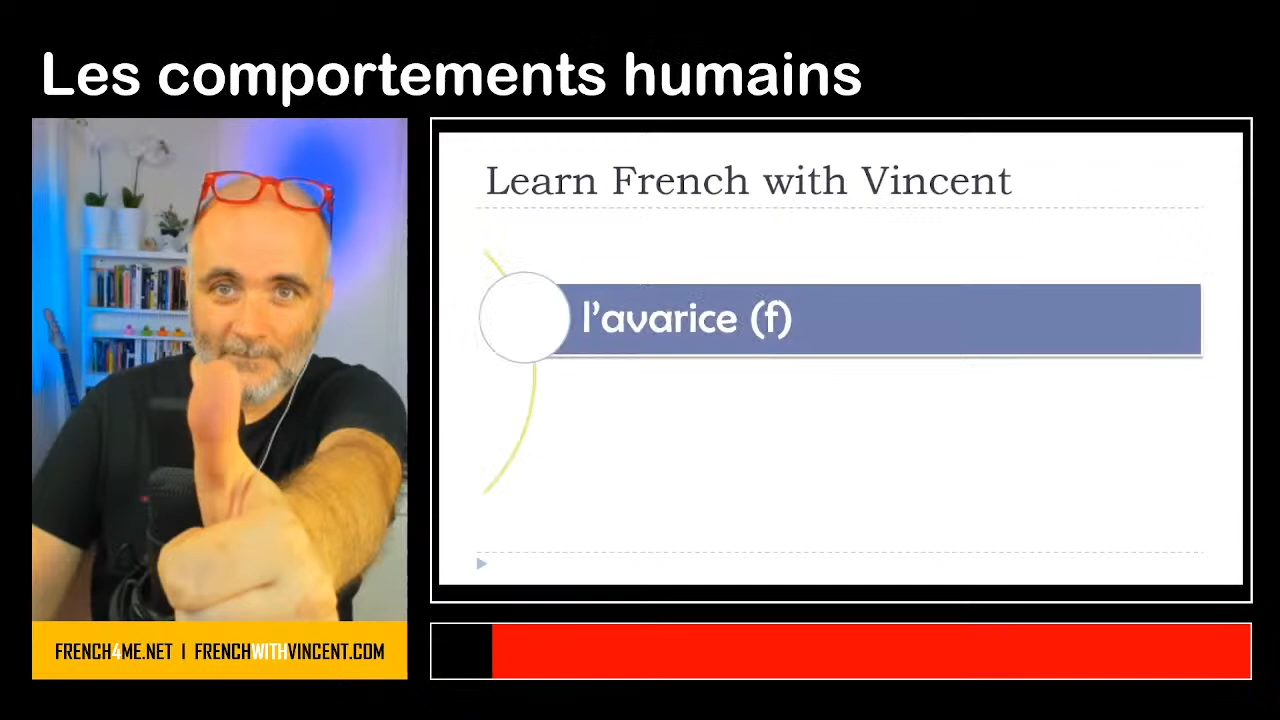 Les comportements humains
Learn French with Vincent
l’avarice (f)
FRENCH4ME.NET | FRENCHWITHVINCENT.COM